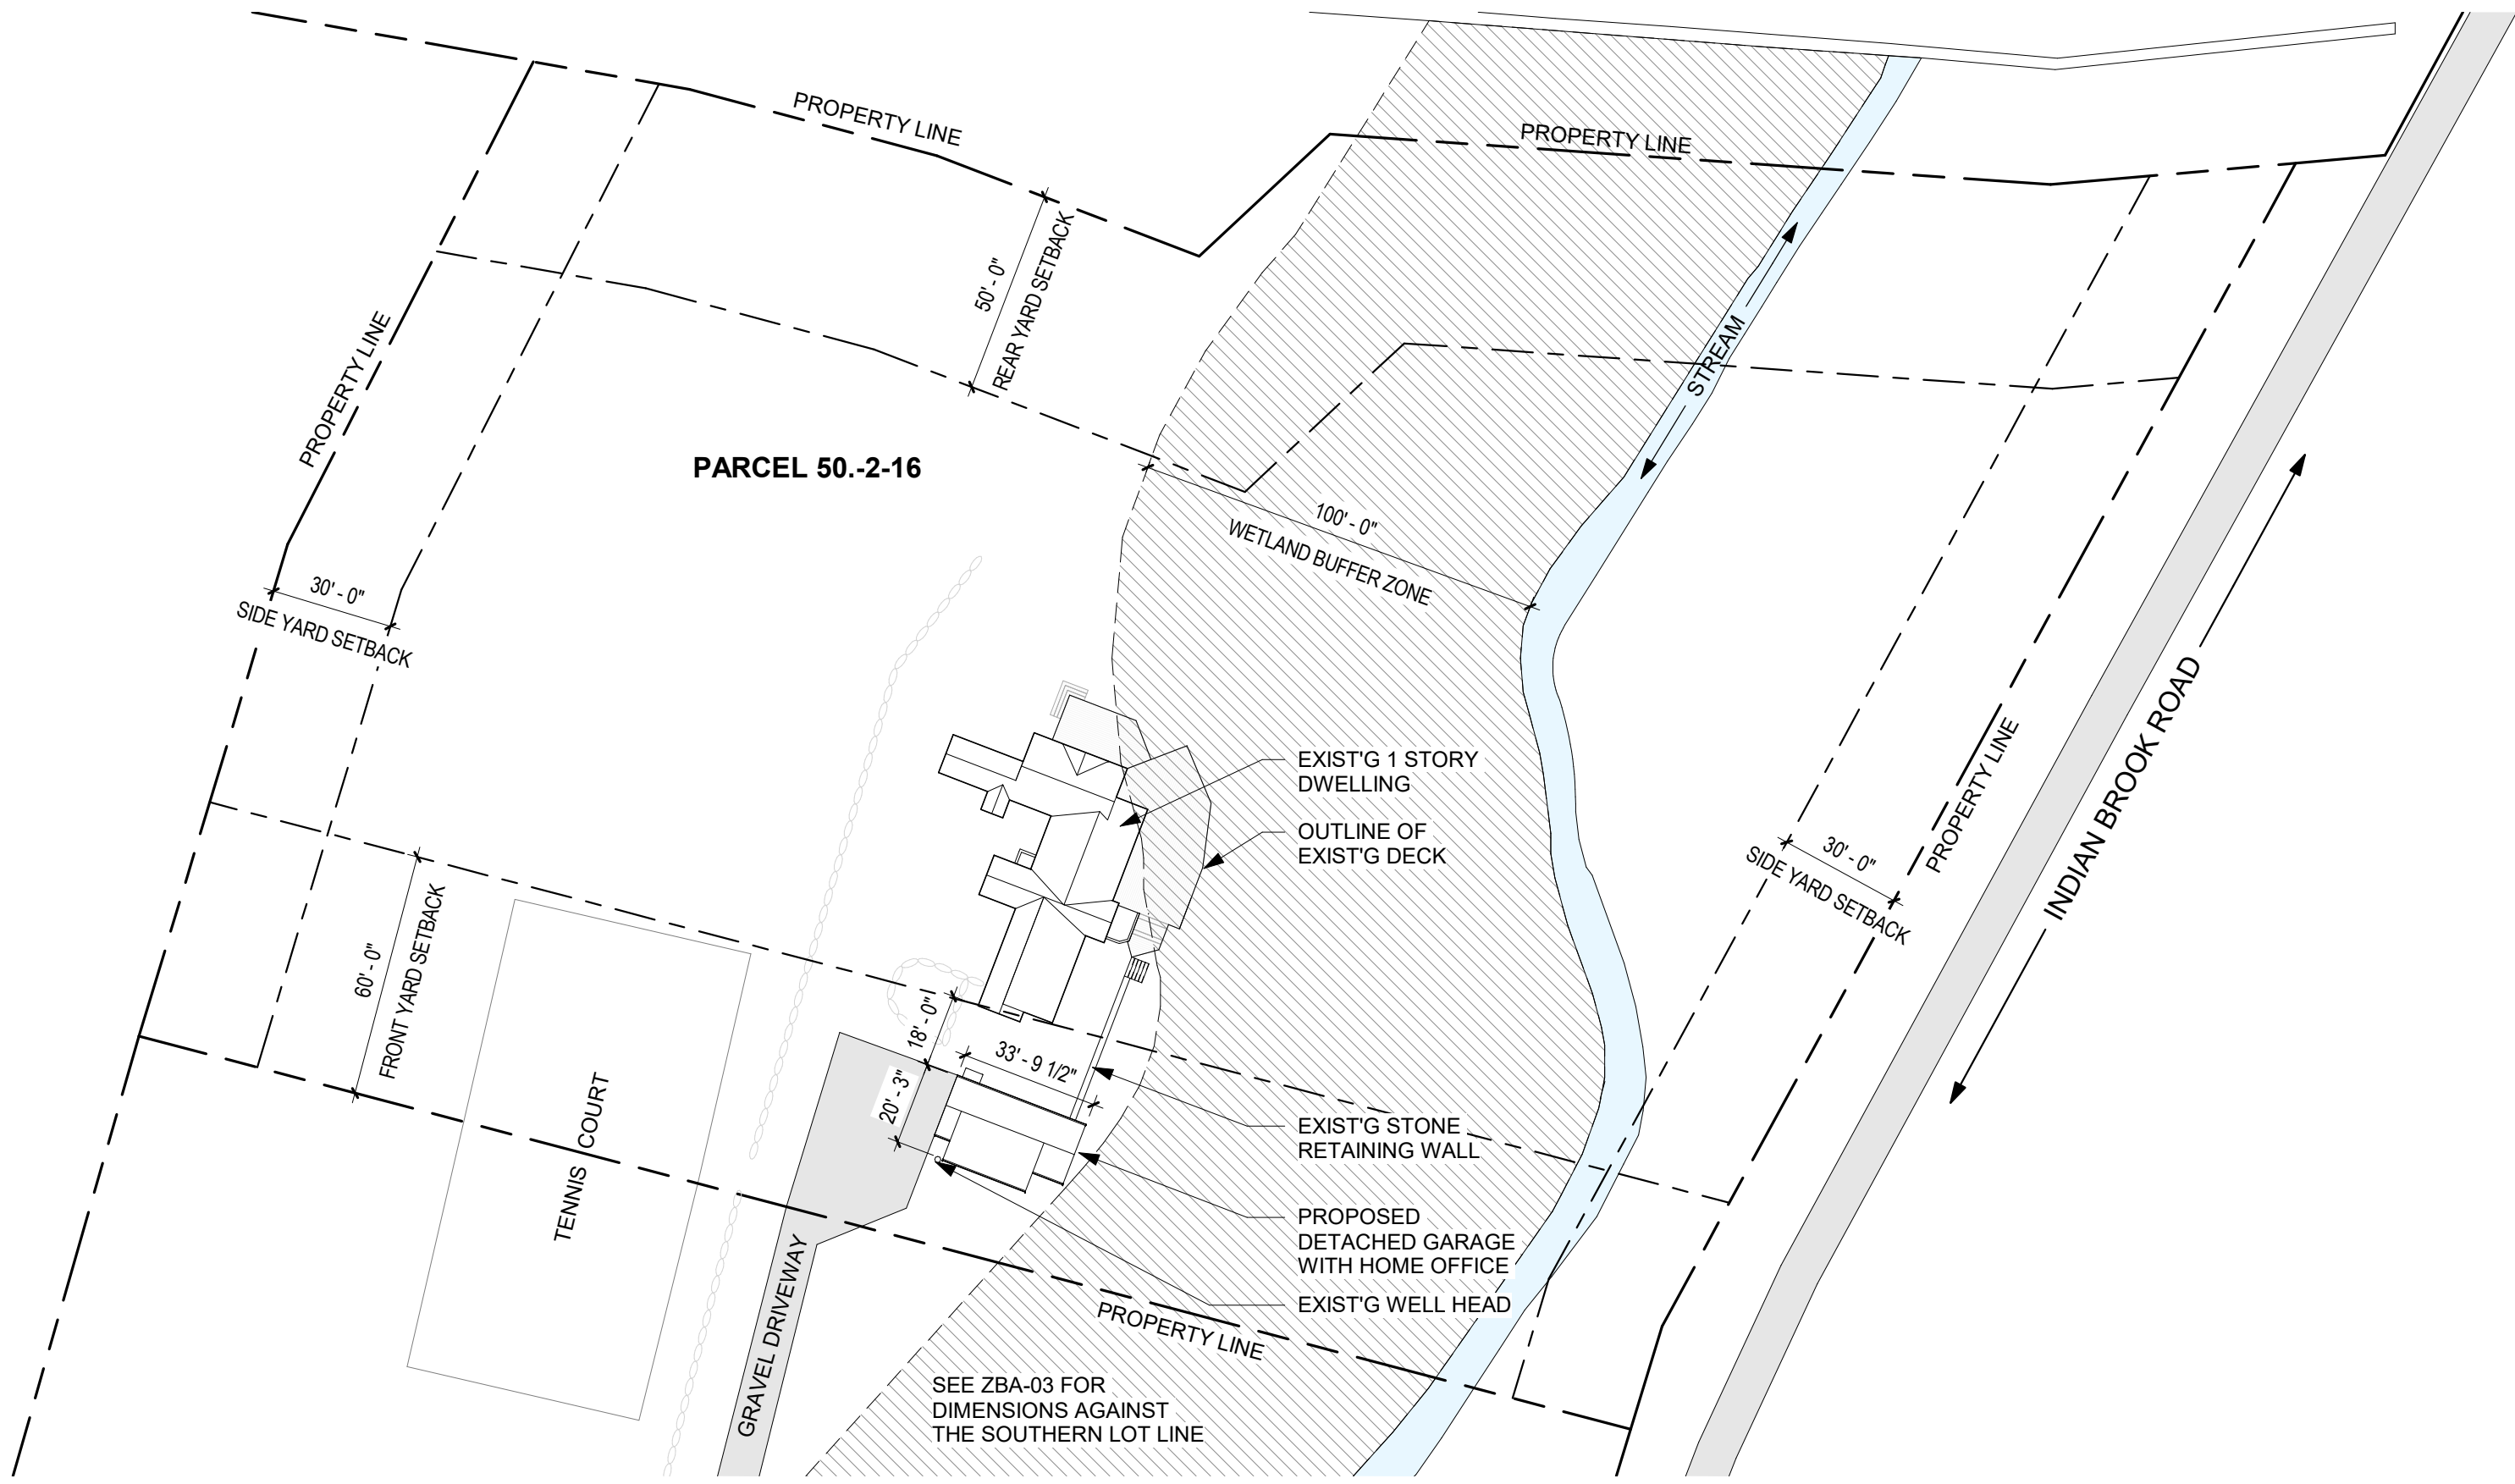 PROPERTY LINE
PROPERTY LINE
50' - 0"
REAR YARD SETBACK
PROPERTY LINE
STREAM
PARCEL 50.-2-16
100' - 0"
WETLAND BUFFER ZONE
30' - 0"
SIDE YARD SETBACK
INDIAN BROOK ROAD
PROPERTY LINE
EXIST'G 1 STORY
DWELLING
OUTLINE OF
EXIST'G DECK
30' - 0"
SIDE YARD SETBACK
60' - 0"
FRONT YARD SETBACK
18' - 0"
33' - 9 1/2"
20' - 3"
TENNIS COURT
EXIST'G STONE
RETAINING WALL
PROPOSED
DETACHED GARAGE
WITH HOME OFFICE
EXIST'G WELL HEAD
PROPERTY LINE
GRAVEL DRIVEWAY
SEE ZBA-03 FOR
DIMENSIONS AGAINST
THE SOUTHERN LOT LINE